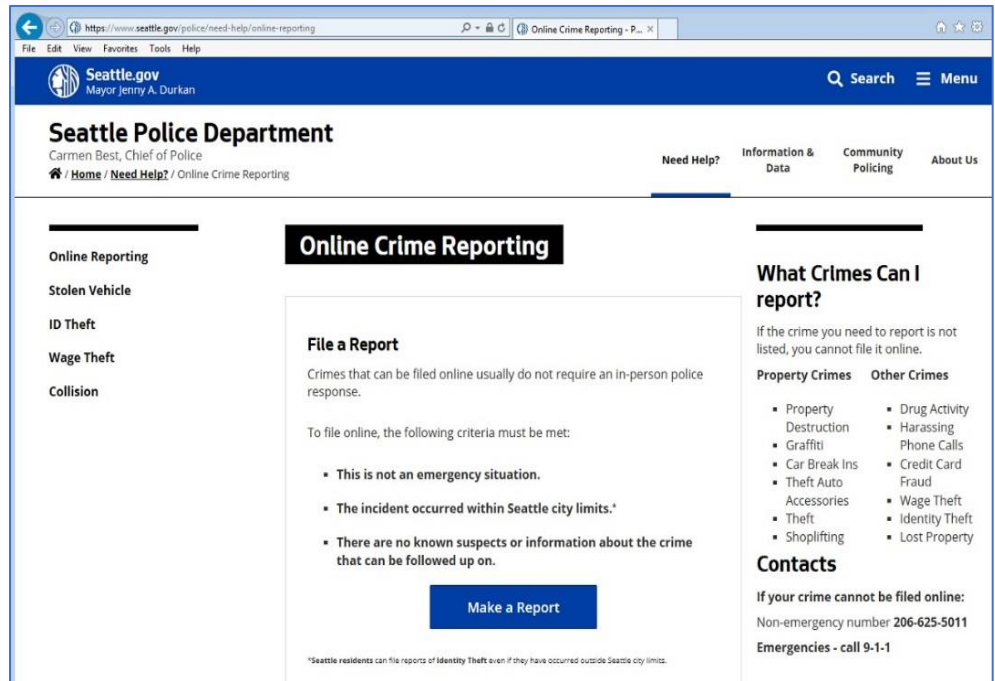 https://www.seattle.gov/police/need-help/online-reporting
Online Crime Reporting - P...
File Edit View Favorites Tools Help
Seattle.gov
Mayor Jenny A. Durkan
Search
Menu
Seattle Police Department
Carmen Best, Chief of Police
/ Home / Need Help? / Online Crime Reporting
Need Help?
Information &
Data
Community
Policing
About Us
Online Reporting
Stolen Vehicle
ID Theft
Wage Theft
Collision
Online Crime Reporting
File a Report
Crimes that can be filed online usually do not require an in-person police
response.
To file online, the following criteria must be met:
▪ This is not an emergency situation.
▪ The incident occurred within Seattle city limits.*
▪ There are no known suspects or information about the crime
that can be followed up on.
Make a Report
*Seattle residents can file reports of Identity Theft even if they have occurred outside Seattle city limits.
What Crimes Can I
report?
If the crime you need to report is not
listed, you cannot file it online.
Property Crimes
▪ Property
Destruction
▪ Graffiti
▪ Car Break Ins
▪ Theft Auto
Accessories
▪ Theft
▪ Shoplifting
Other Crimes
▪ Drug Activity
▪ Harassing
Phone Calls
▪ Credit Card
Fraud
▪ Wage Theft
▪ Identity Theft
▪ Lost Property
Contacts
If your crime cannot be filed online:
Non-emergency number 206-625-5011
Emergencies - call 9-1-1